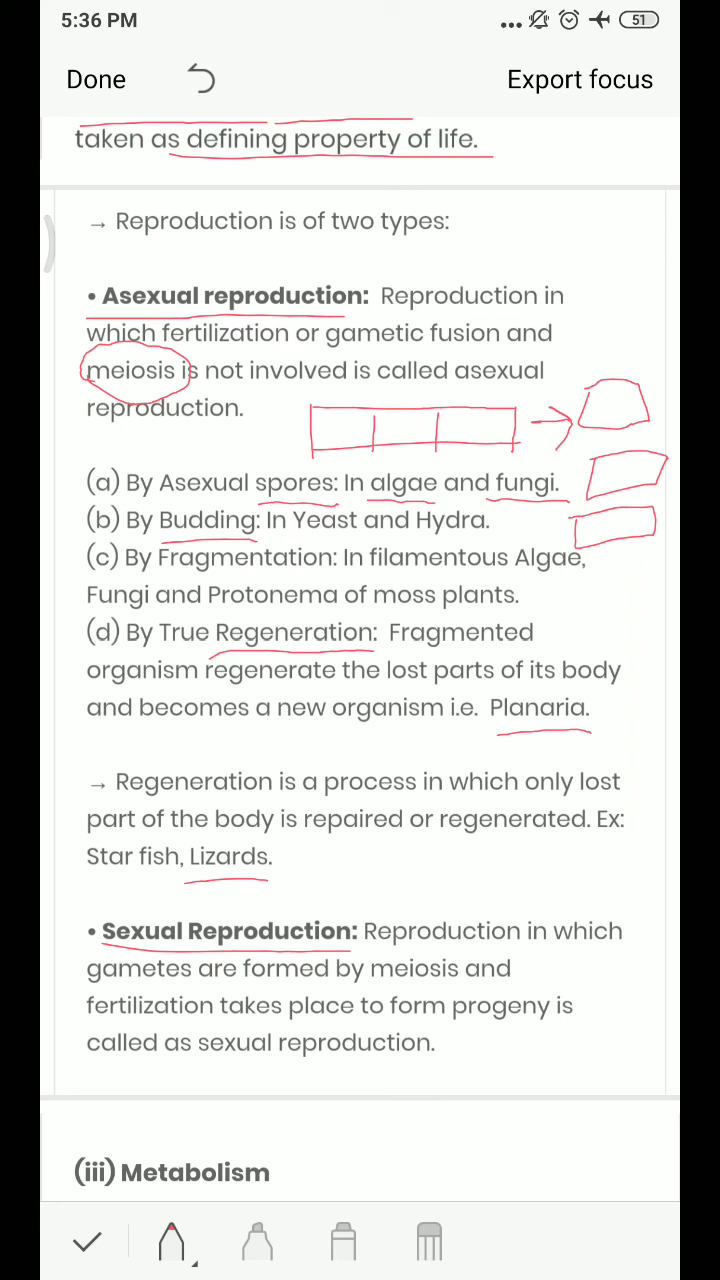 5:36 PM
51
Done
Export focus
taken as defining property of life.
→ Reproduction is of two types:
• Asexual reproduction: Reproduction in
which fertilization or gametic fusion and
meiosis is not involved is called asexual
reproduction.
(a) By Asexual spores: In algae and fungi.
(b) By Budding: In Yeast and Hydra.
(c) By Fragmentation: In filamentous Algae,
Fungi and Protonema of moss plants.
(d) By True Regeneration: Fragmented
organism regenerate the lost parts of its body
and becomes a new organism i.e. Planaria.
→ Regeneration is a process in which only lost
part of the body is repaired or regenerated. Ex:
Star fish, Lizards.
• Sexual Reproduction: Reproduction in which
gametes are formed by meiosis and
fertilization takes place to form progeny is
called as sexual reproduction.
(iii) Metabolism